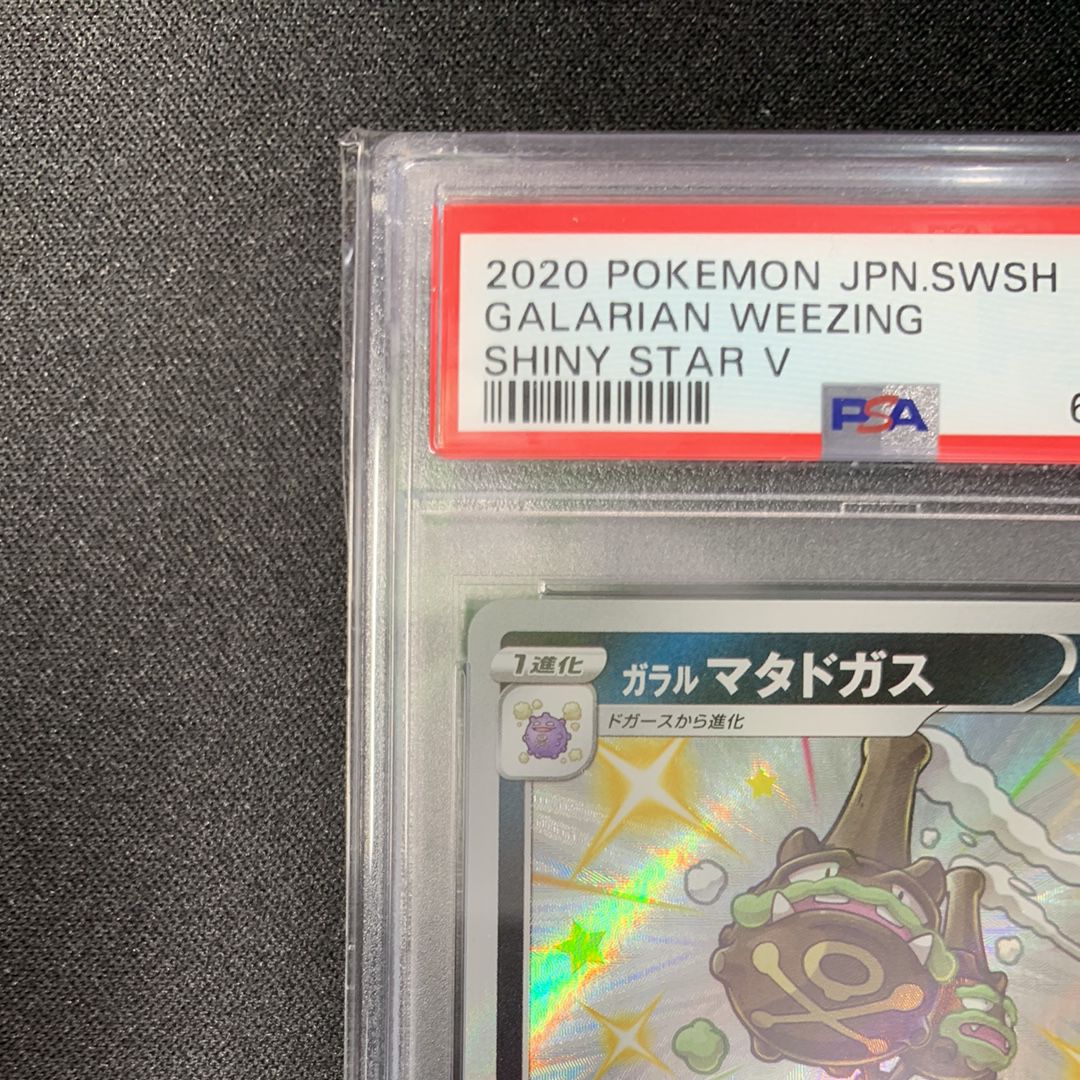 2020 POKEMON JPN.SWSH
GALARIAN WEEZING
SHINY STAR V
PSA
6
1進化
ガラル マタドガス
ドガースから進化